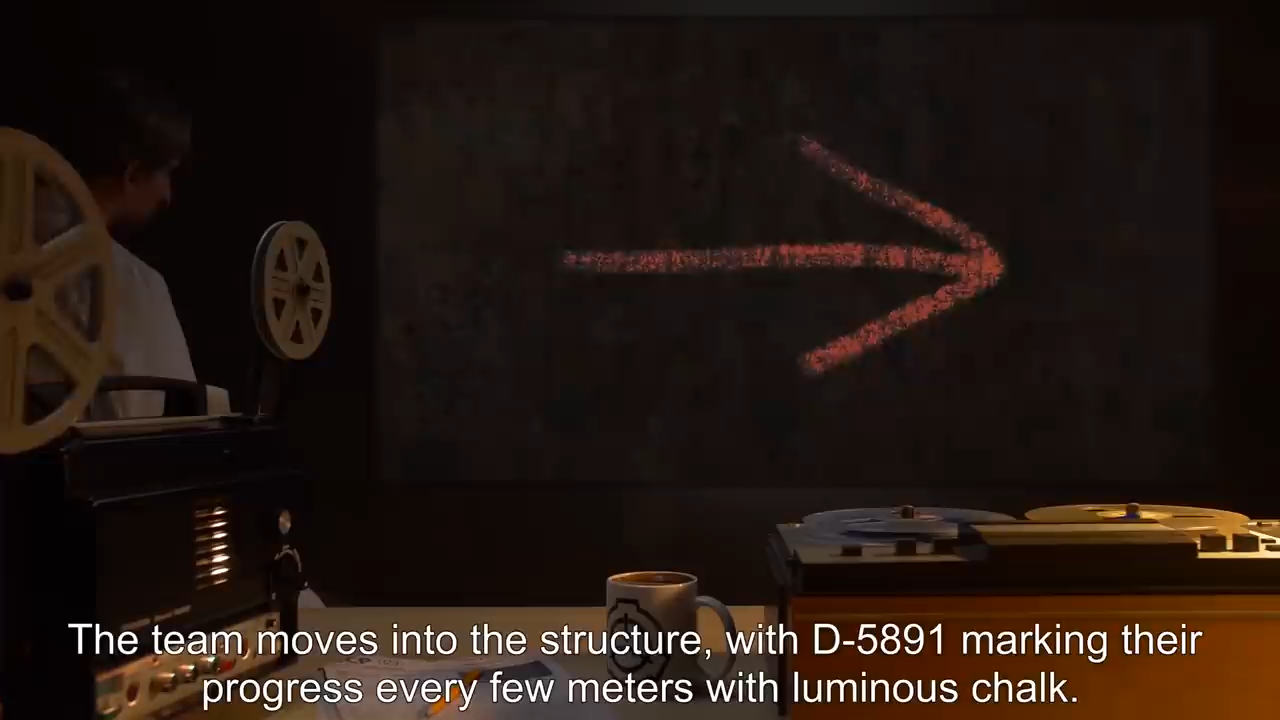 The team moves into the structure, with D-5891 marking their
progress every few meters with luminous chalk.